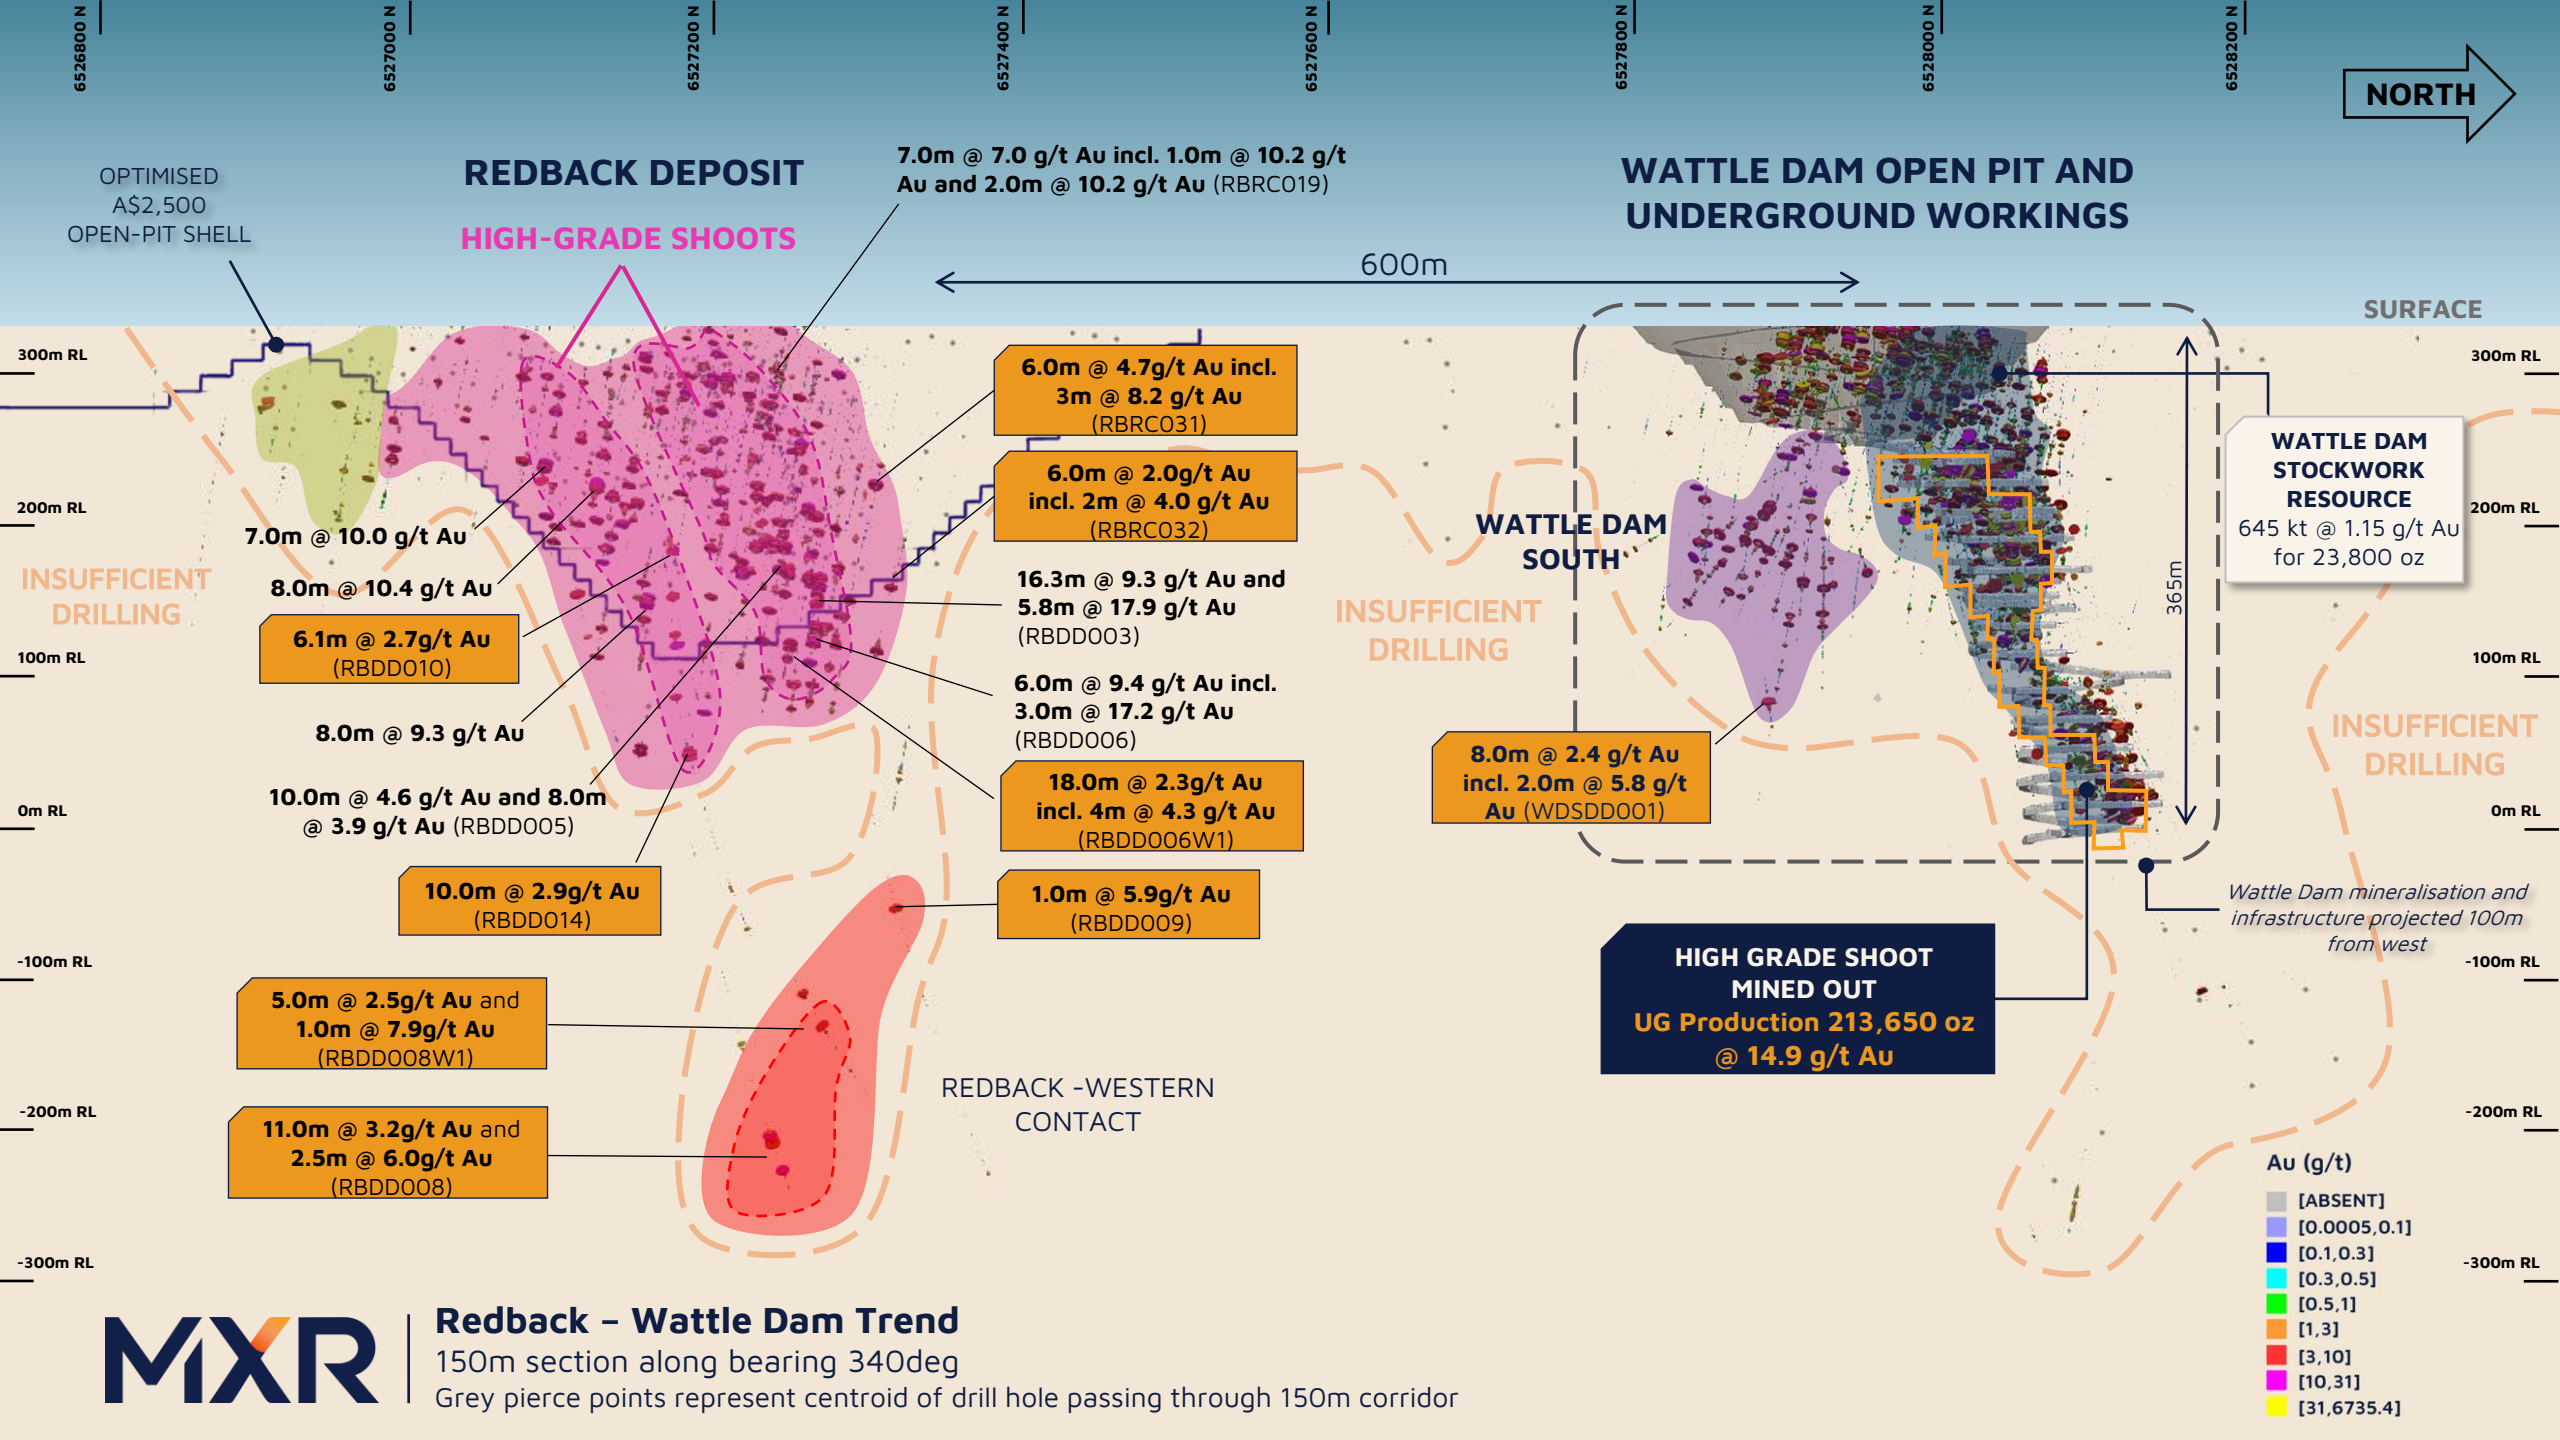 6526800 N
6527000 N
6527200 N
6527400 N
6527600 N
6527800 N
6528000 N
6528200 N
NORTH
OPTIMISED
A$2,500
OPEN-PIT SHELL
REDBACK DEPOSIT
HIGH-GRADE SHOOTS
7.0m @ 7.0 g/t Au incl. 1.0m @ 10.2 g/t
Au and 2.0m @ 10.2 g/t Au (RBRC019)
600m
WATTLE DAM OPEN PIT AND
UNDERGROUND WORKINGS
SURFACE
300m RL
200m RL
100m RL
0m RL
-100m RL
-200m RL
-300m RL
INSUFFICIENT
DRILLING
7.0m @ 10.0 g/t Au
8.0m @ 10.4 g/t Au
6.1m @ 2.7g/t Au
(RBDD010)
8.0m @ 9.3 g/t Au
10.0m @ 4.6 g/t Au and 8.0m
@ 3.9 g/t Au (RBDD005)
10.0m @ 2.9g/t Au
(RBDD014)
5.0m @ 2.5g/t Au and
1.0m @ 7.9g/t Au
(RBDD008W1)
11.0m @ 3.2g/t Au and
2.5m @ 6.0g/t Au
(RBDD008)
6.0m @ 4.7g/t Au incl.
3m @ 8.2 g/t Au
(RBRC031)
6.0m @ 2.0g/t Au
incl. 2m @ 4.0 g/t Au
(RBRC032)
16.3m @ 9.3 g/t Au and
5.8m @ 17.9 g/t Au
(RBDD003)
6.0m @ 9.4 g/t Au incl.
3.0m @ 17.2 g/t Au
(RBDD006)
18.0m @ 2.3g/t Au
incl. 4m @ 4.3 g/t Au
(RBDD006W1)
1.0m @ 5.9g/t Au
(RBDD009)
REDBACK -WESTERN
CONTACT
INSUFFICIENT
DRILLING
WATTLE DAM
SOUTH
8.0m @ 2.4 g/t Au
incl. 2.0m @ 5.8 g/t
Au (WDSDD001)
HIGH GRADE SHOOT
MINED OUT
UG Production 213,650 oz
@ 14.9 g/t Au
365m
WATTLE DAM
STOCKWORK
RESOURCE
645 kt @ 1.15 g/t Au
for 23,800 oz
INSUFFICIENT
DRILLING
Wattle Dam mineralisation and
infrastructure projected 100m
from west
300m RL
200m RL
100m RL
0m RL
-100m RL
-200m RL
-300m RL
Au (g/t)
[ABSENT]
[0.0005,0.1]
[0.1,0.3]
[0.3,0.5]
[0.5,1]
[1,3]
[3,10]
[10,31]
[31,6735.4]
MXR
Redback – Wattle Dam Trend
150m section along bearing 340deg
Grey pierce points represent centroid of drill hole passing through 150m corridor